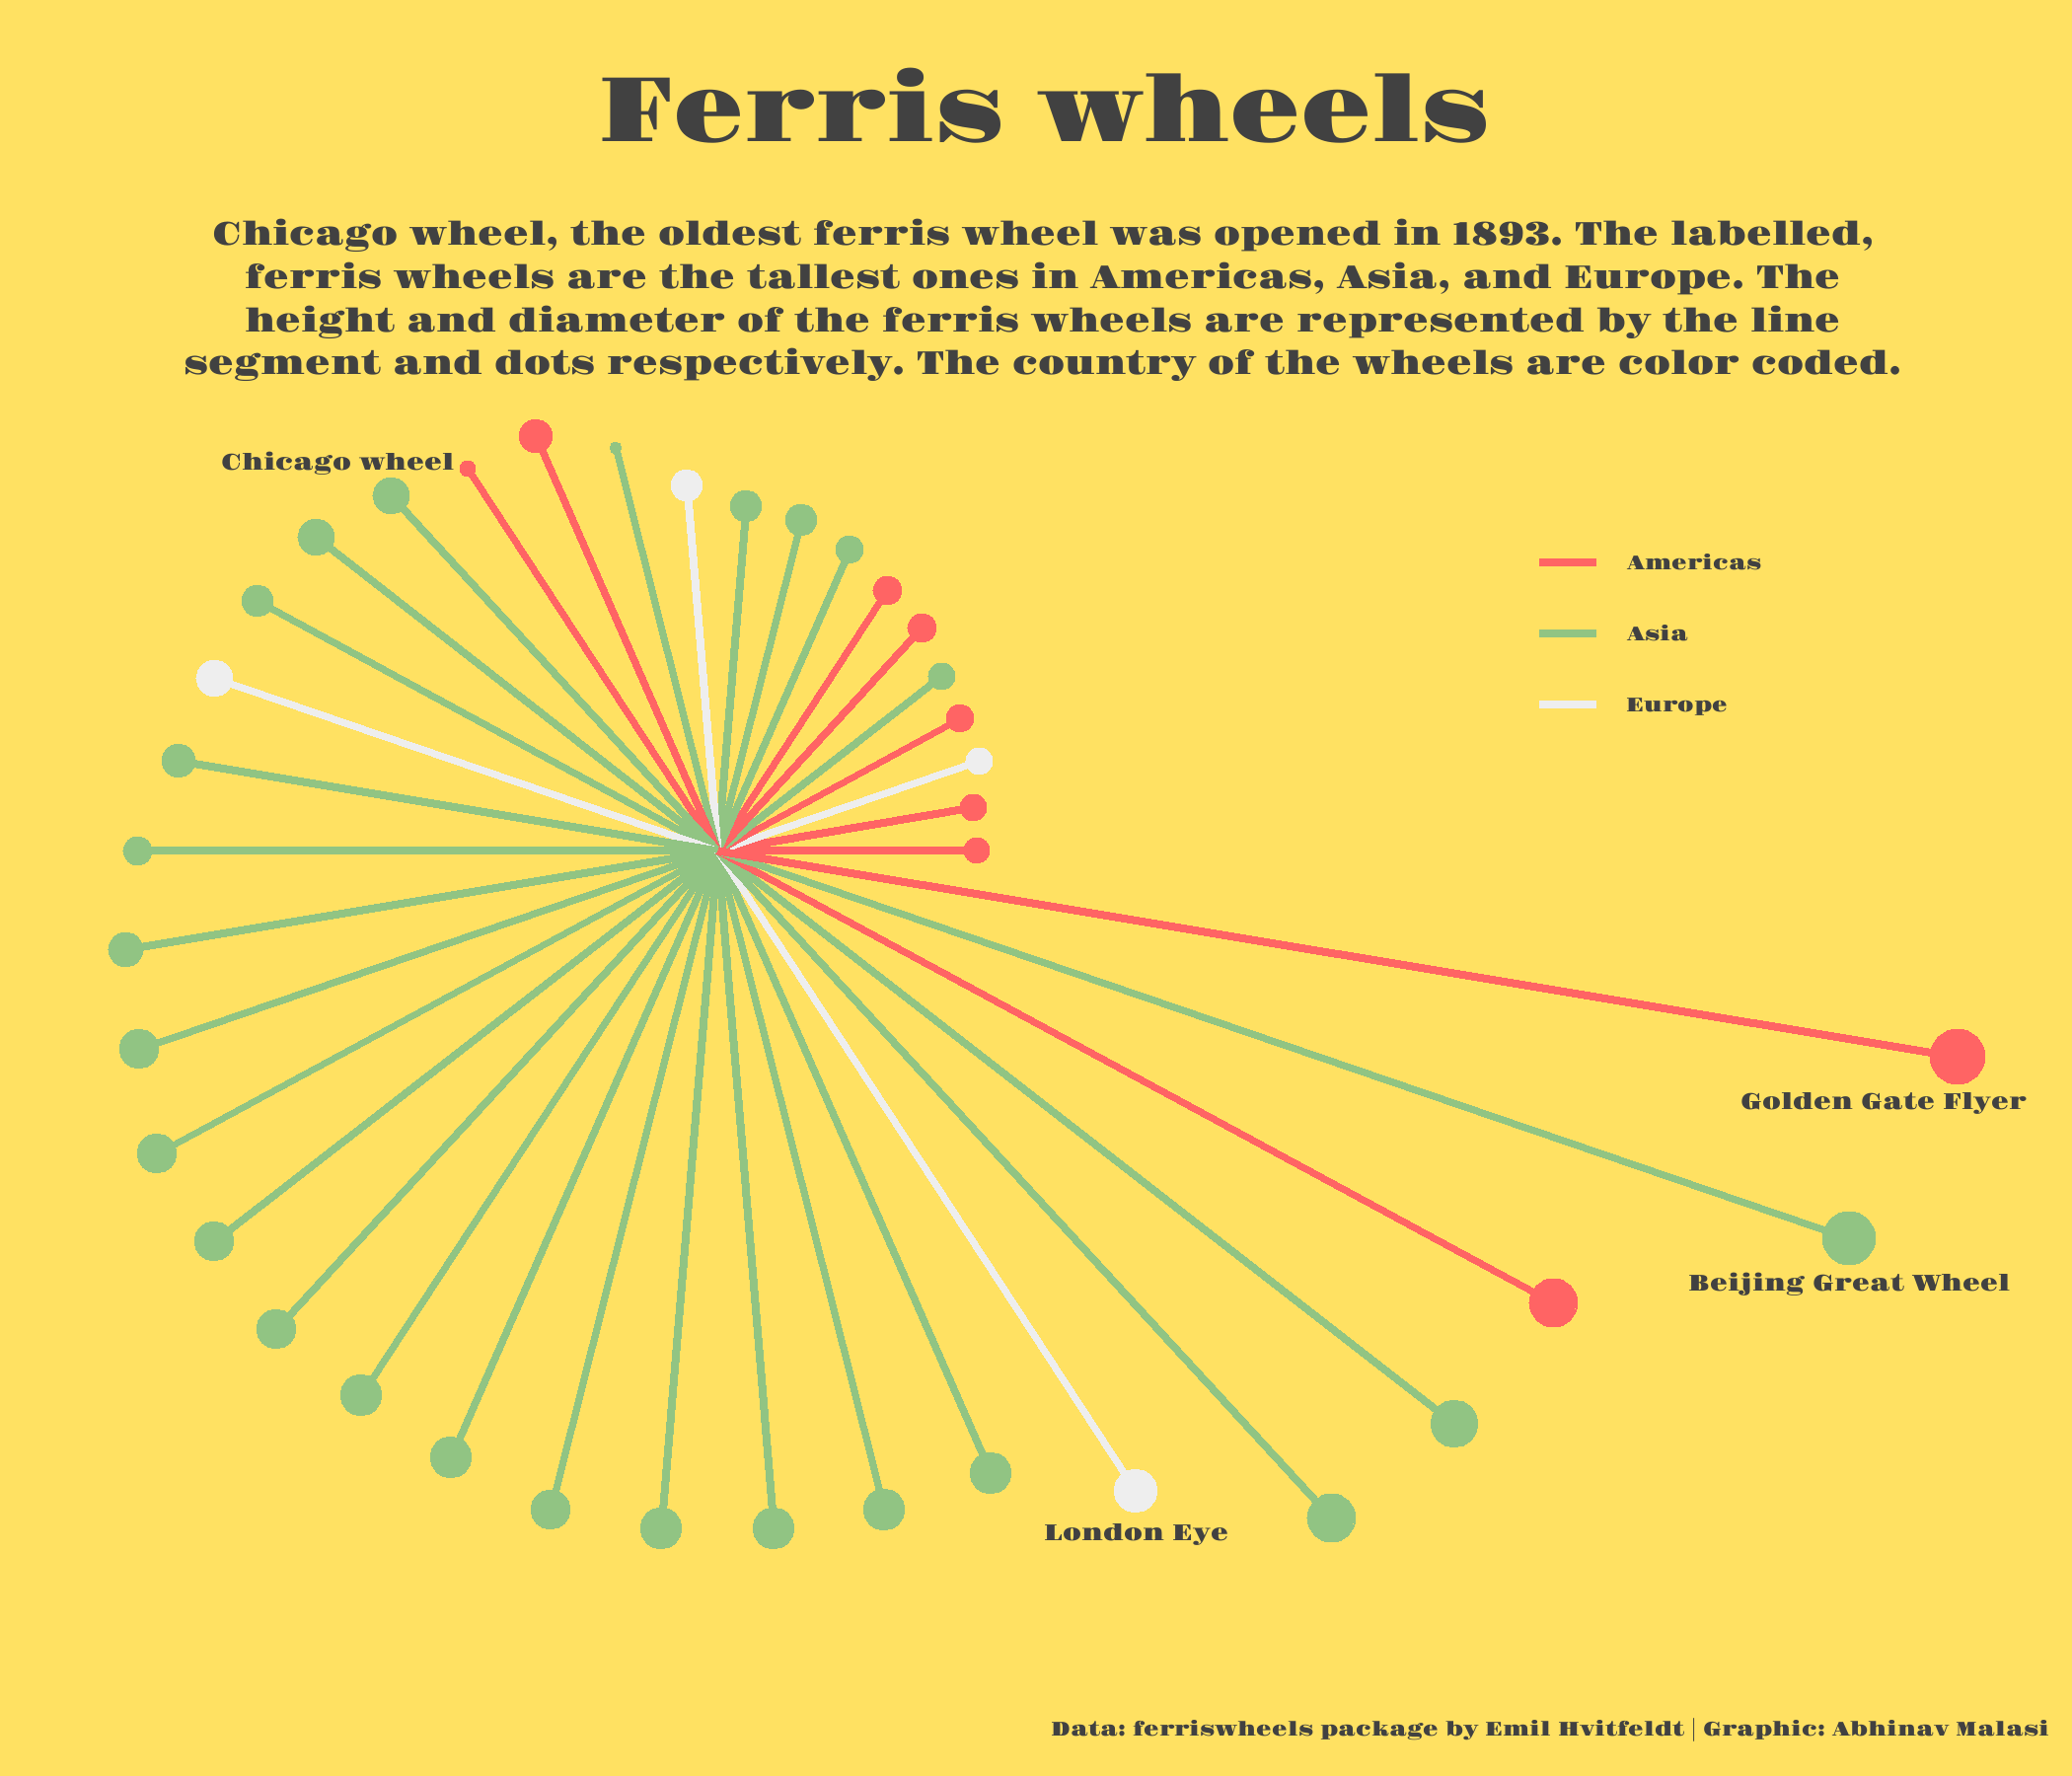 Ferris wheels
Chicago wheel, the oldest ferris wheel was opened in 1893. The labelled,
ferris wheels are the tallest ones in Americas, Asia, and Europe. The
height and diameter of the ferris wheels are represented by the line
segment and dots respectively. The country of the wheels are color coded.
Chicago wheel
Americas
Asia
Europe
Golden Gate Flyer
Beijing Great Wheel
London Eye
Data: ferriswheels package by Emil Hvitfeldt | Graphic: Abhinav Malasi